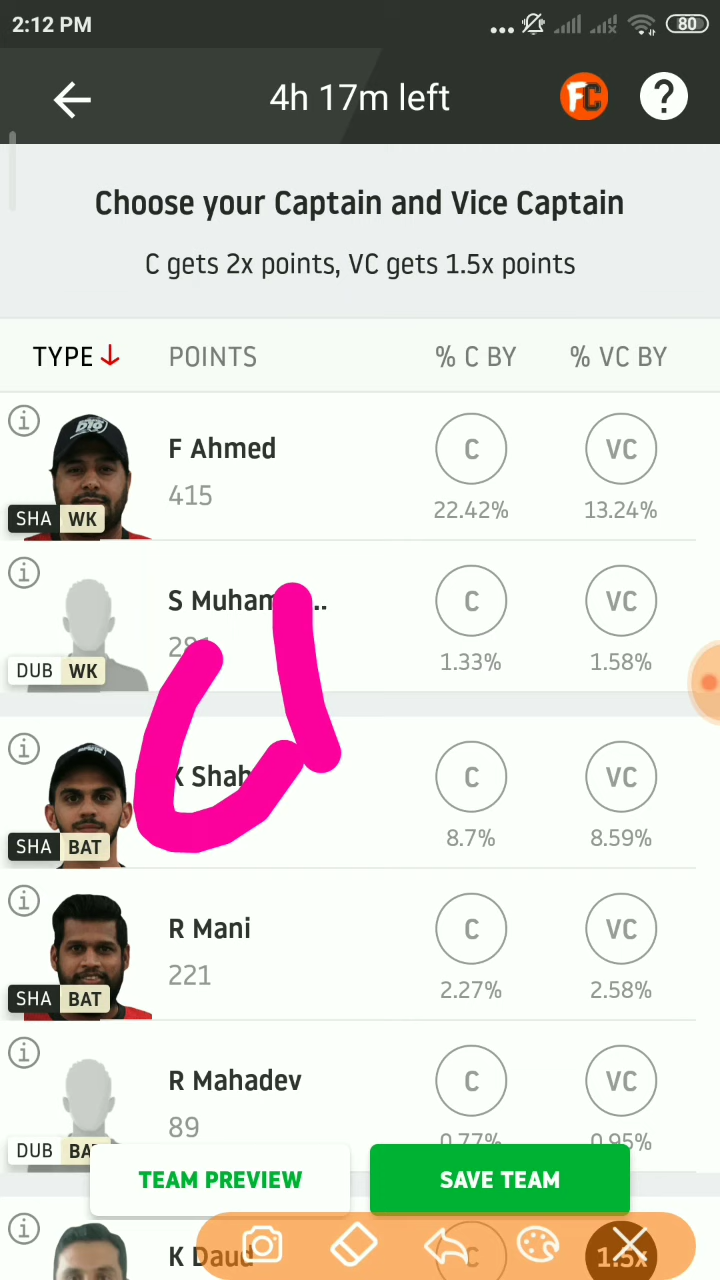 2:12 PM
80
4h 17m left
FC
?
Choose your Captain and Vice Captain
C gets 2x points, VC gets 1.5x points
TYPE POINTS % C BY % VC BY
F Ahmed
C VC
415
SHA WK
22.42% 13.24%
C VC
DUB WK
1.33% 1.58%
C VC
SHA BAT
8.7% 8.59%
R Mani
C VC
221
SHA BAT
2.27% 2.58%
R Mahadev
C VC
89
0.77% 0.95%
DUB
TEAM PREVIEW SAVE TEAM
K Daud
C 1.5x